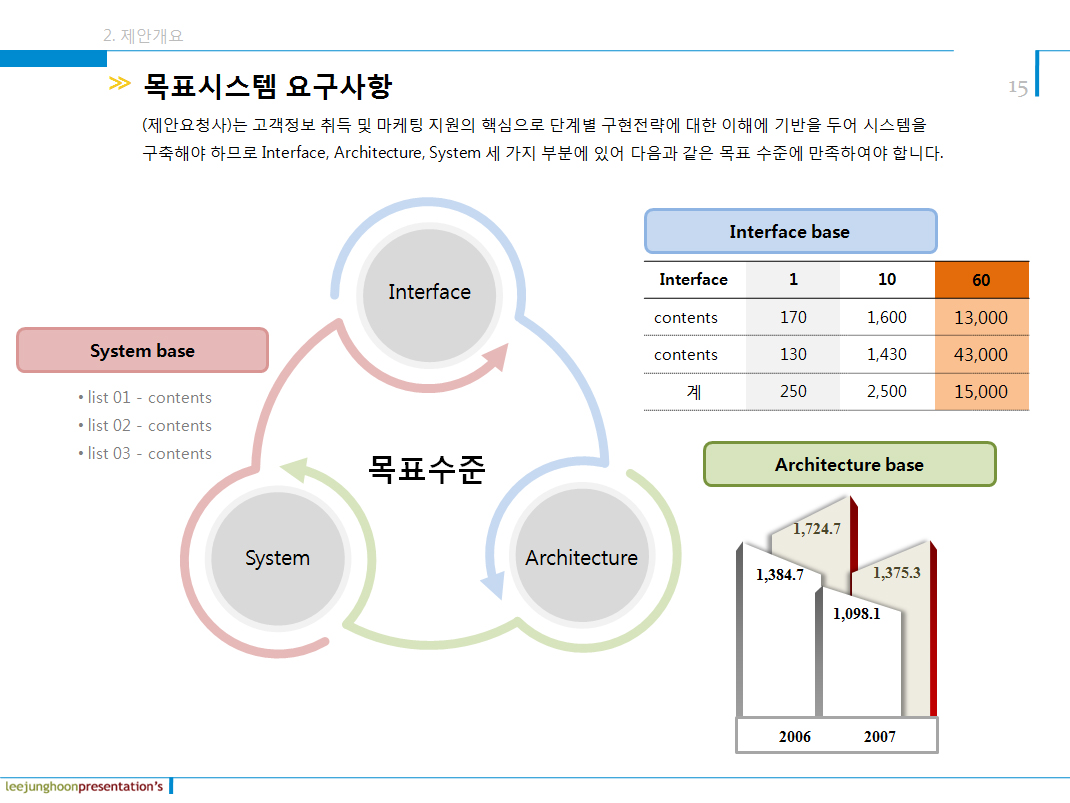 2. 제안개요
15
목표시스템 요구사항
(제안요청사)는 고객정보 취득 및 마케팅 지원의 핵심으로 단계별 구현전략에 대한 이해에 기반을 두어 시스템을
구축해야 하므로 Interface, Architecture, System 세 가지 부분에 있어 다음과 같은 목표 수준에 만족하여야 합니다.
Interface
System base
• list 01 - contents
• list 02 - contents
• list 03 - contents
목표수준
System
Architecture
Interface base
Interface 1 10 60
contents 170 1,600 13,000
contents 130 1,430 43,000
계 250 2,500 15,000
Architecture base
1,724.7
1,384.7
1,375.3
1,098.1
2006 2007
leejunghoonpresentation's